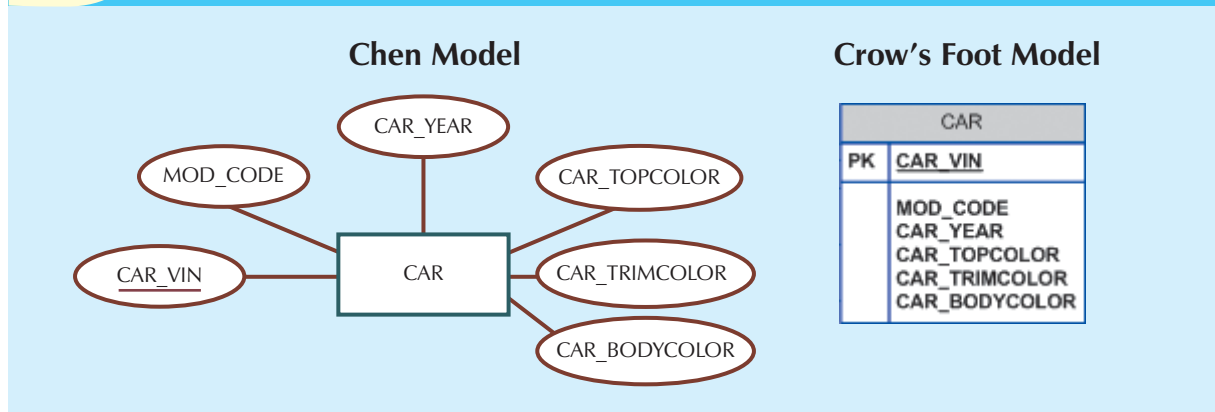 Chen Model
CAR_YEAR
MOD_CODE
CAR_TOPCOLOR
CAR_VIN
CAR
CAR_TRIMCOLOR
CAR_BODYCOLOR
Crow's Foot Model
CAR
PK CAR_VIN
MOD_CODE
CAR_YEAR
CAR_TOPCOLOR
CAR_TRIMCOLOR
CAR_BODYCOLOR